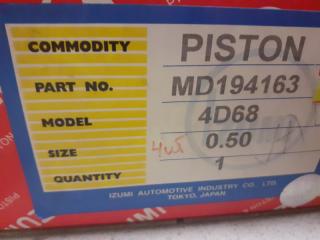 COMMODITY PISTON
PART NO. MD194163
MODEL 4D68
SIZE 4шт 0.50
QUANTITY 1
IZUMI AUTOMOTIVE INDUSTRY CO., LTD.
TOKYO, JAPAN